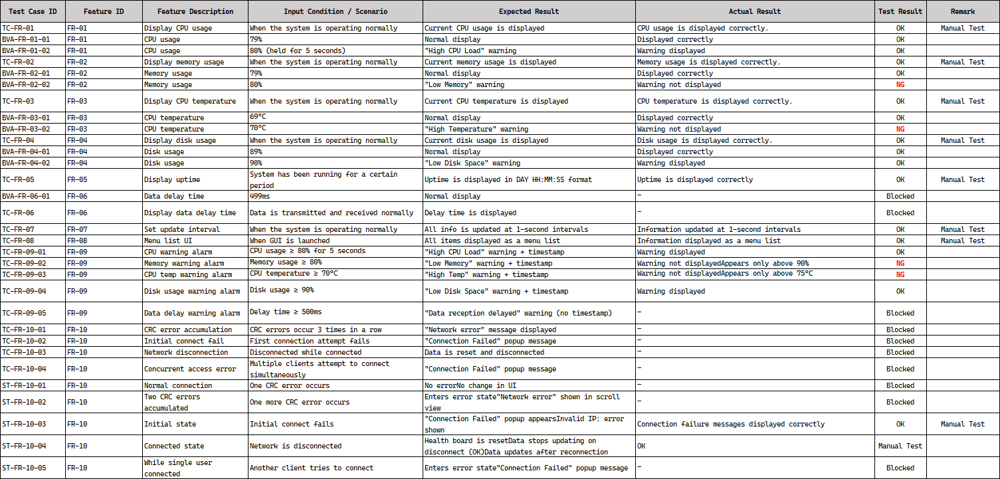 Test Case ID Feature ID Feature Description Input Condition / Scenario Expected Result Actual Result Test Result Remark
TC-FR-01 FR-01 Display CPU usage When the system is operating normally Current CPU usage is displayed CPU usage is displayed correctly. OK Manual Test
BVA-FR-01-01 FR-01 CPU usage 79% Normal display Displayed correctly OK
BVA-FR-01-02 FR-01 CPU usage 80% (held for 5 seconds) "High CPU Load" warning Warning displayed OK
TC-FR-02 FR-02 Display memory usage When the system is operating normally Current memory usage is displayed Memory usage is displayed correctly. OK Manual Test
BVA-FR-02-01 FR-02 Memory usage 79% Normal display Displayed correctly OK
BVA-FR-02-02 FR-02 Memory usage 80% "Low Memory" warning Warning not displayed NG
TC-FR-03 FR-03 Display CPU temperature When the system is operating normally Current CPU temperature is displayed CPU temperature is displayed correctly. OK Manual Test
BVA-FR-03-01 FR-03 CPU temperature 69°C Normal display Displayed correctly OK
BVA-FR-03-02 FR-03 CPU temperature 70°C "High Temperature" warning Warning not displayed NG
TC-FR-04 FR-04 Display disk usage When the system is operating normally Current disk usage is displayed Disk usage is displayed correctly. OK Manual Test
BVA-FR-04-01 FR-04 Disk usage 89% Normal display Displayed correctly OK
BVA-FR-04-02 FR-04 Disk usage 90% "Low Disk Space" warning Warning displayed OK
TC-FR-05 FR-05 Display uptime System has been running for a certain
period Uptime is displayed in DAY HH:MM:SS format Uptime is displayed correctly OK Manual Test
BVA-FR-06-01 FR-06 Data delay time 499ms Normal display – Blocked
TC-FR-06 FR-06 Display data delay time Data is transmitted and received normally Delay time is displayed – Blocked
TC-FR-07 FR-07 Set update interval When the system is operating normally All info is updated at 1-second intervals Information updated at 1-second intervals OK Manual Test
TC-FR-08 FR-08 Menu list UI When GUI is launched All items displayed as a menu list Information displayed as a menu list OK Manual Test
TC-FR-09-01 FR-09 CPU warning alarm CPU usage ≥ 80% for 5 seconds "High CPU Load" warning + timestamp Warning displayed OK
TC-FR-09-02 FR-09 Memory warning alarm Memory usage ≥ 80% "Low Memory" warning + timestamp Warning not displayedAppears only above 90% NG
TC-FR-09-03 FR-09 CPU temp warning alarm CPU temperature ≥ 70°C "High Temp" warning + timestamp Warning not displayedAppears only above 75°C NG
TC-FR-09-04 FR-09 Disk usage warning alarm Disk usage ≥ 90% "Low Disk Space" warning + timestamp Warning displayed OK
TC-FR-09-05 FR-09 Data delay warning alarm Delay time ≥ 500ms "Data reception delayed" warning (no timestamp) – Blocked
TC-FR-10-01 FR-10 CRC error accumulation CRC errors occur 3 times in a row "Network error" message displayed – Blocked
TC-FR-10-02 FR-10 Initial connect fail First connection attempt fails "Connection Failed" popup message – Blocked
TC-FR-10-03 FR-10 Network disconnection Disconnected while connected Data is reset and disconnected – Blocked
TC-FR-10-04 FR-10 Concurrent access error Multiple clients attempt to connect
simultaneously "Connection Failed" popup message – Blocked
ST-FR-10-01 FR-10 Normal connection One CRC error occurs No errorNo change in UI – Blocked
ST-FR-10-02 FR-10 Two CRC errors
accumulated One more CRC error occurs Enters error state"Network error" shown in scroll
view – Blocked
ST-FR-10-03 FR-10 Initial state Initial connect fails "Connection Failed" popup appearsInvalid IP: error
shown Connection failure messages displayed correctly OK Manual Test
ST-FR-10-04 FR-10 Connected state Network is disconnected Health board is resetData stops updating on
disconnect (OK)Data updates after reconnection OK Manual Test
ST-FR-10-05 FR-10 While single user
connected Another client tries to connect Enters error state"Connection Failed" popup message – Blocked